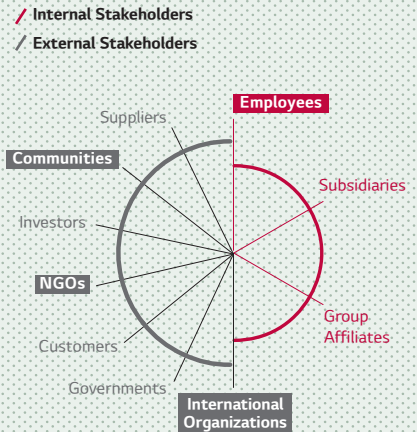 Internal Stakeholders
External Stakeholders
Employees
Suppliers
Communities
Subsidiaries
Investors
NGOs
Group
Affiliates
Customers
Governments
International
Organizations